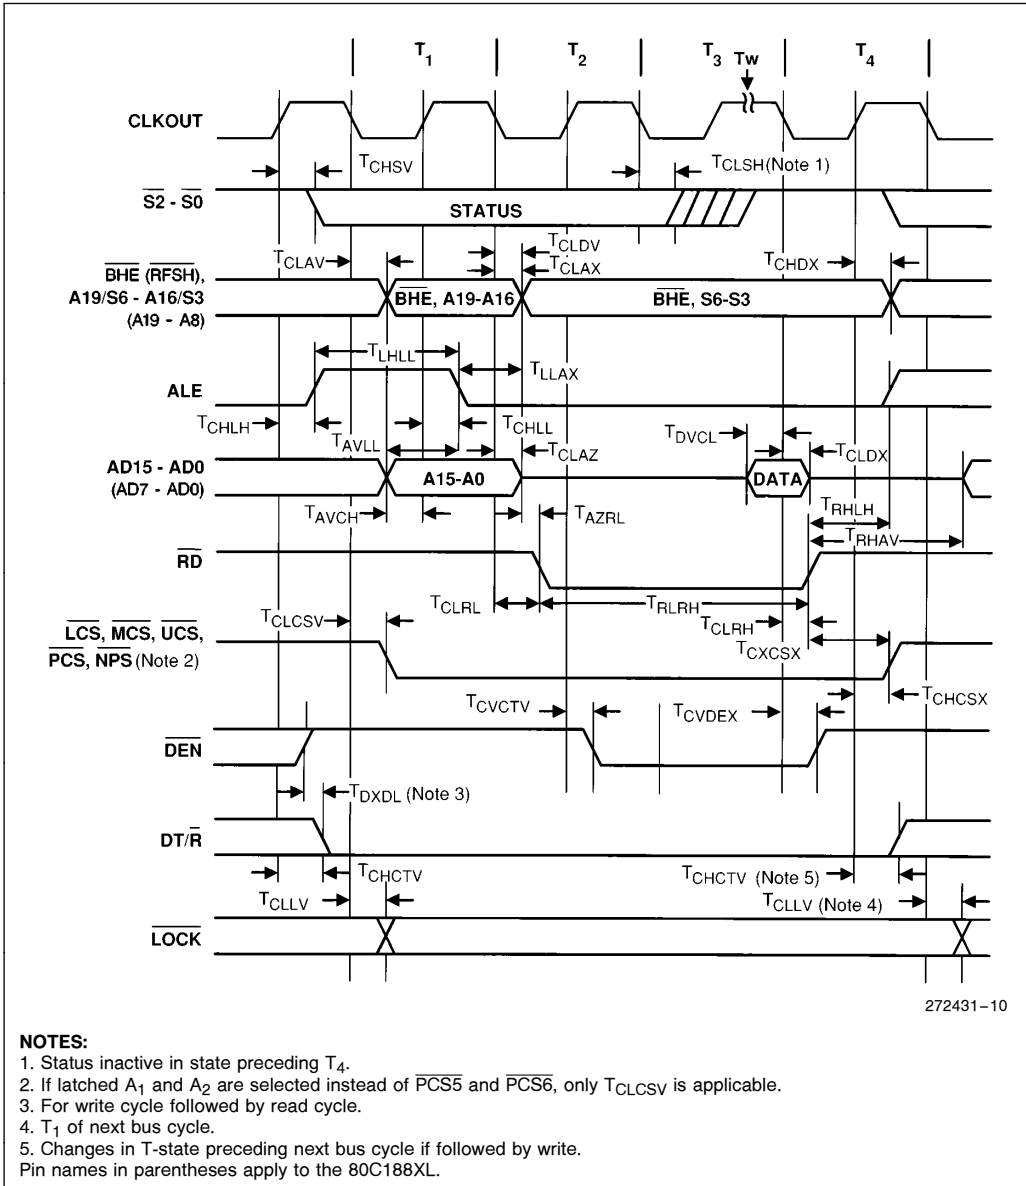 T1 T2 T3 TW T4
CLKOUT
TCHSV
TCLSH (Note 1)
S2 - S0
STATUS
TCLDV
TCLAV
TCLAX
TCHDX
BHE (RFSH),
A19/S6 - A16/S3
(A19 - A8)
BHE, A19-A16
BHE, S6-S3
TLHLL
TLLAX
ALE
TCHLH
TCHLL
TAVLL
TDVCL
TCLAZ
TCLDX
AD15 - AD0
(AD7 - AD0)
A15-A0
DATA
TAVCH
TAZRL
TRHLH
TRHAV
RD
TCLRL
TRLRH
TCLCSV
TCLRH
LCS, MCS, UCS,
PCS, NPS (Note 2)
TCXCSX
TCHCSX
TCVCTV
TCVDEX
DEN
TDXDL (Note 3)
DT/R
TCHCTV
TCHCTV (Note 5)
TCLLV
TCLLV (Note 4)
LOCK
272431–10
NOTES:
1. Status inactive in state preceding T4.
2. If latched A1 and A2 are selected instead of PCS5 and PCS6, only TCLCSV is applicable.
3. For write cycle followed by read cycle.
4. T1 of next bus cycle.
5. Changes in T-state preceding next bus cycle if followed by write.
Pin names in parentheses apply to the 80C188XL.